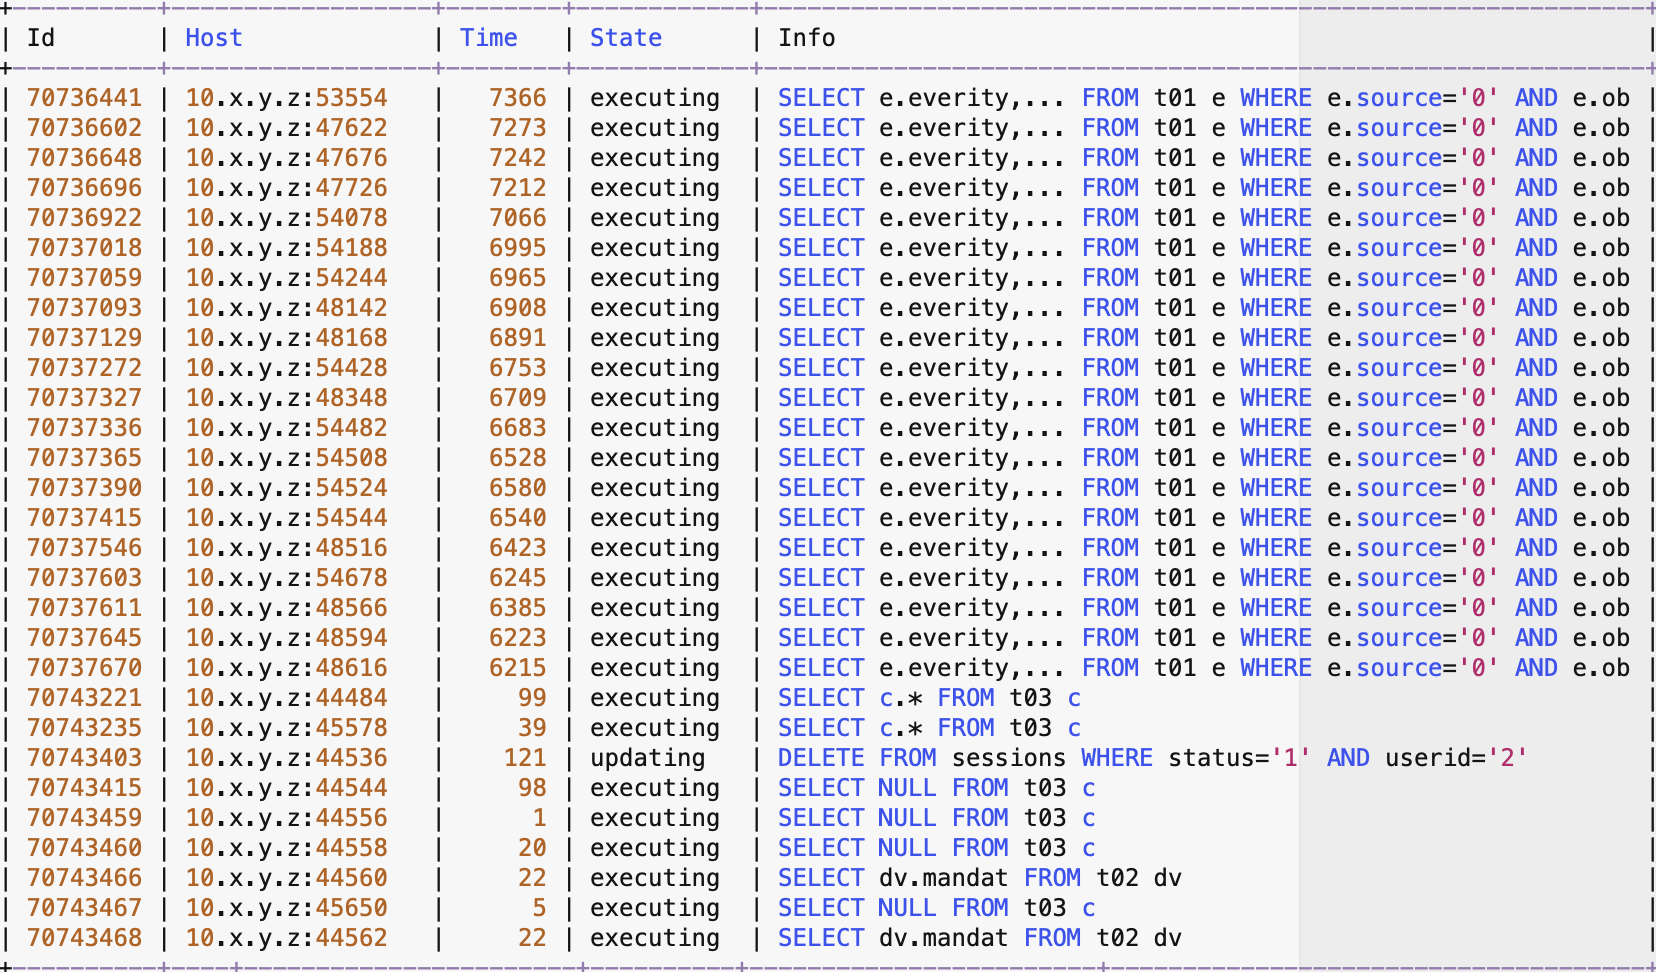 | Id | Host | Time | State | Info |
| 70736441 | 10.x.y.z:53554 | 7366 | executing | SELECT e.everity,... FROM t01 e WHERE e.source='0' AND e.ob |
| 70736602 | 10.x.y.z:47622 | 7273 | executing | SELECT e.everity,... FROM t01 e WHERE e.source='0' AND e.ob |
| 70736648 | 10.x.y.z:47676 | 7242 | executing | SELECT e.everity,... FROM t01 e WHERE e.source='0' AND e.ob |
| 70736696 | 10.x.y.z:47726 | 7212 | executing | SELECT e.everity,... FROM t01 e WHERE e.source='0' AND e.ob |
| 70736922 | 10.x.y.z:54078 | 7066 | executing | SELECT e.everity,... FROM t01 e WHERE e.source='0' AND e.ob |
| 70737018 | 10.x.y.z:54188 | 6995 | executing | SELECT e.everity,... FROM t01 e WHERE e.source='0' AND e.ob |
| 70737059 | 10.x.y.z:54244 | 6965 | executing | SELECT e.everity,... FROM t01 e WHERE e.source='0' AND e.ob |
| 70737093 | 10.x.y.z:48142 | 6908 | executing | SELECT e.everity,... FROM t01 e WHERE e.source='0' AND e.ob |
| 70737129 | 10.x.y.z:48168 | 6891 | executing | SELECT e.everity,... FROM t01 e WHERE e.source='0' AND e.ob |
| 70737272 | 10.x.y.z:54428 | 6753 | executing | SELECT e.everity,... FROM t01 e WHERE e.source='0' AND e.ob |
| 70737327 | 10.x.y.z:48348 | 6709 | executing | SELECT e.everity,... FROM t01 e WHERE e.source='0' AND e.ob |
| 70737336 | 10.x.y.z:54482 | 6683 | executing | SELECT e.everity,... FROM t01 e WHERE e.source='0' AND e.ob |
| 70737365 | 10.x.y.z:54508 | 6528 | executing | SELECT e.everity,... FROM t01 e WHERE e.source='0' AND e.ob |
| 70737390 | 10.x.y.z:54524 | 6580 | executing | SELECT e.everity,... FROM t01 e WHERE e.source='0' AND e.ob |
| 70737415 | 10.x.y.z:54544 | 6540 | executing | SELECT e.everity,... FROM t01 e WHERE e.source='0' AND e.ob |
| 70737546 | 10.x.y.z:48516 | 6423 | executing | SELECT e.everity,... FROM t01 e WHERE e.source='0' AND e.ob |
| 70737603 | 10.x.y.z:54678 | 6245 | executing | SELECT e.everity,... FROM t01 e WHERE e.source='0' AND e.ob |
| 70737611 | 10.x.y.z:48566 | 6385 | executing | SELECT e.everity,... FROM t01 e WHERE e.source='0' AND e.ob |
| 70737645 | 10.x.y.z:48594 | 6223 | executing | SELECT e.everity,... FROM t01 e WHERE e.source='0' AND e.ob |
| 70737670 | 10.x.y.z:48616 | 6215 | executing | SELECT e.everity,... FROM t01 e WHERE e.source='0' AND e.ob |
| 70743221 | 10.x.y.z:44484 | 99 | executing | SELECT c.* FROM t03 c |
| 70743235 | 10.x.y.z:45578 | 39 | executing | SELECT c.* FROM t03 c |
| 70743403 | 10.x.y.z:44536 | 121 | updating | DELETE FROM sessions WHERE status='1' AND userid='2' |
| 70743415 | 10.x.y.z:44544 | 98 | executing | SELECT NULL FROM t03 c |
| 70743459 | 10.x.y.z:44556 | 1 | executing | SELECT NULL FROM t03 c |
| 70743460 | 10.x.y.z:44558 | 20 | executing | SELECT NULL FROM t03 c |
| 70743466 | 10.x.y.z:44560 | 22 | executing | SELECT dv.mandat FROM t02 dv |
| 70743467 | 10.x.y.z:45650 | 5 | executing | SELECT NULL FROM t03 c |
| 70743468 | 10.x.y.z:44562 | 22 | executing | SELECT dv.mandat FROM t02 dv |